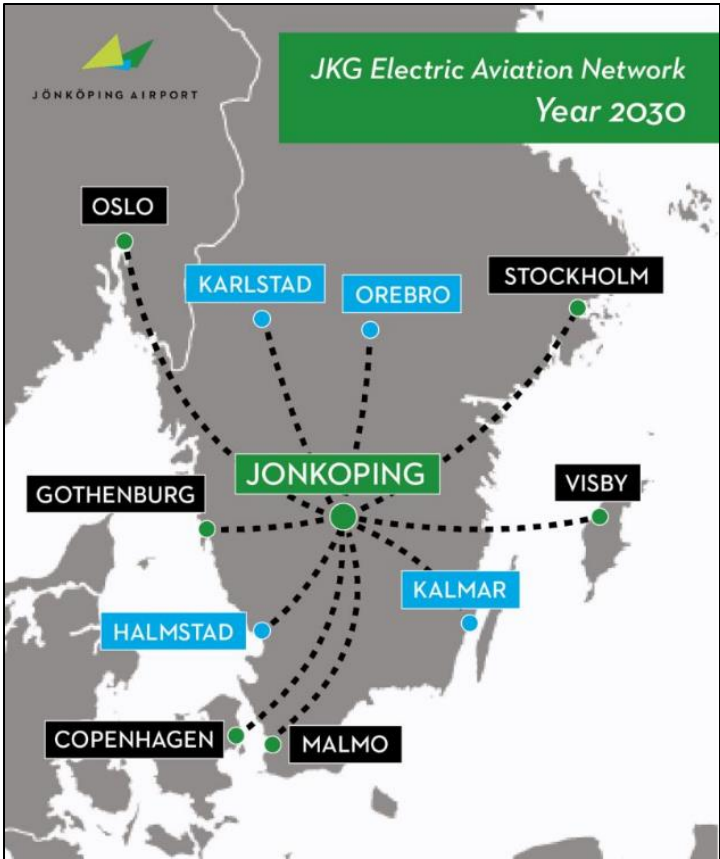 JÖNKÖPING AIRPORT
JKG Electric Aviation Network
Year 2030
OSLO
KARLSTAD
OREBRO
STOCKHOLM
JONKOPING
GOTHENBURG
VISBY
KALMAR
HALMSTAD
COPENHAGEN
MALMO